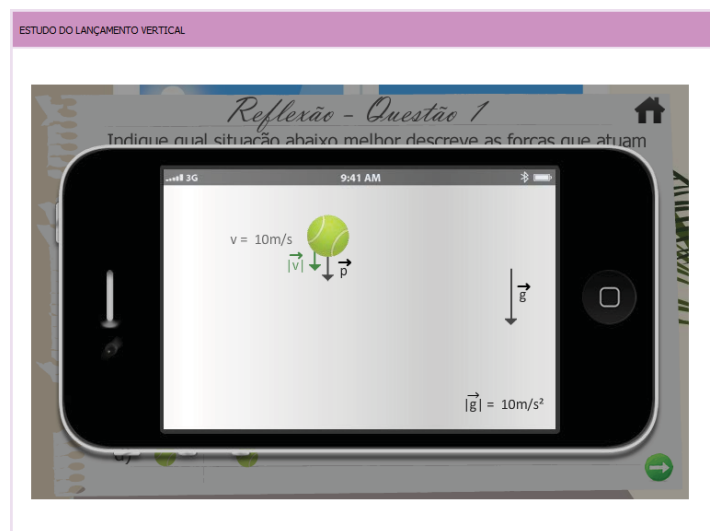 ESTUDO DO LANÇAMENTO VERTICAL
Reflexão - Questão 1
Indique qual situação abaixo melhor descreve as forças que atuam
3G 9:41 AM
v = 10m/s
|v|
p
g
|g| = 10m/s²